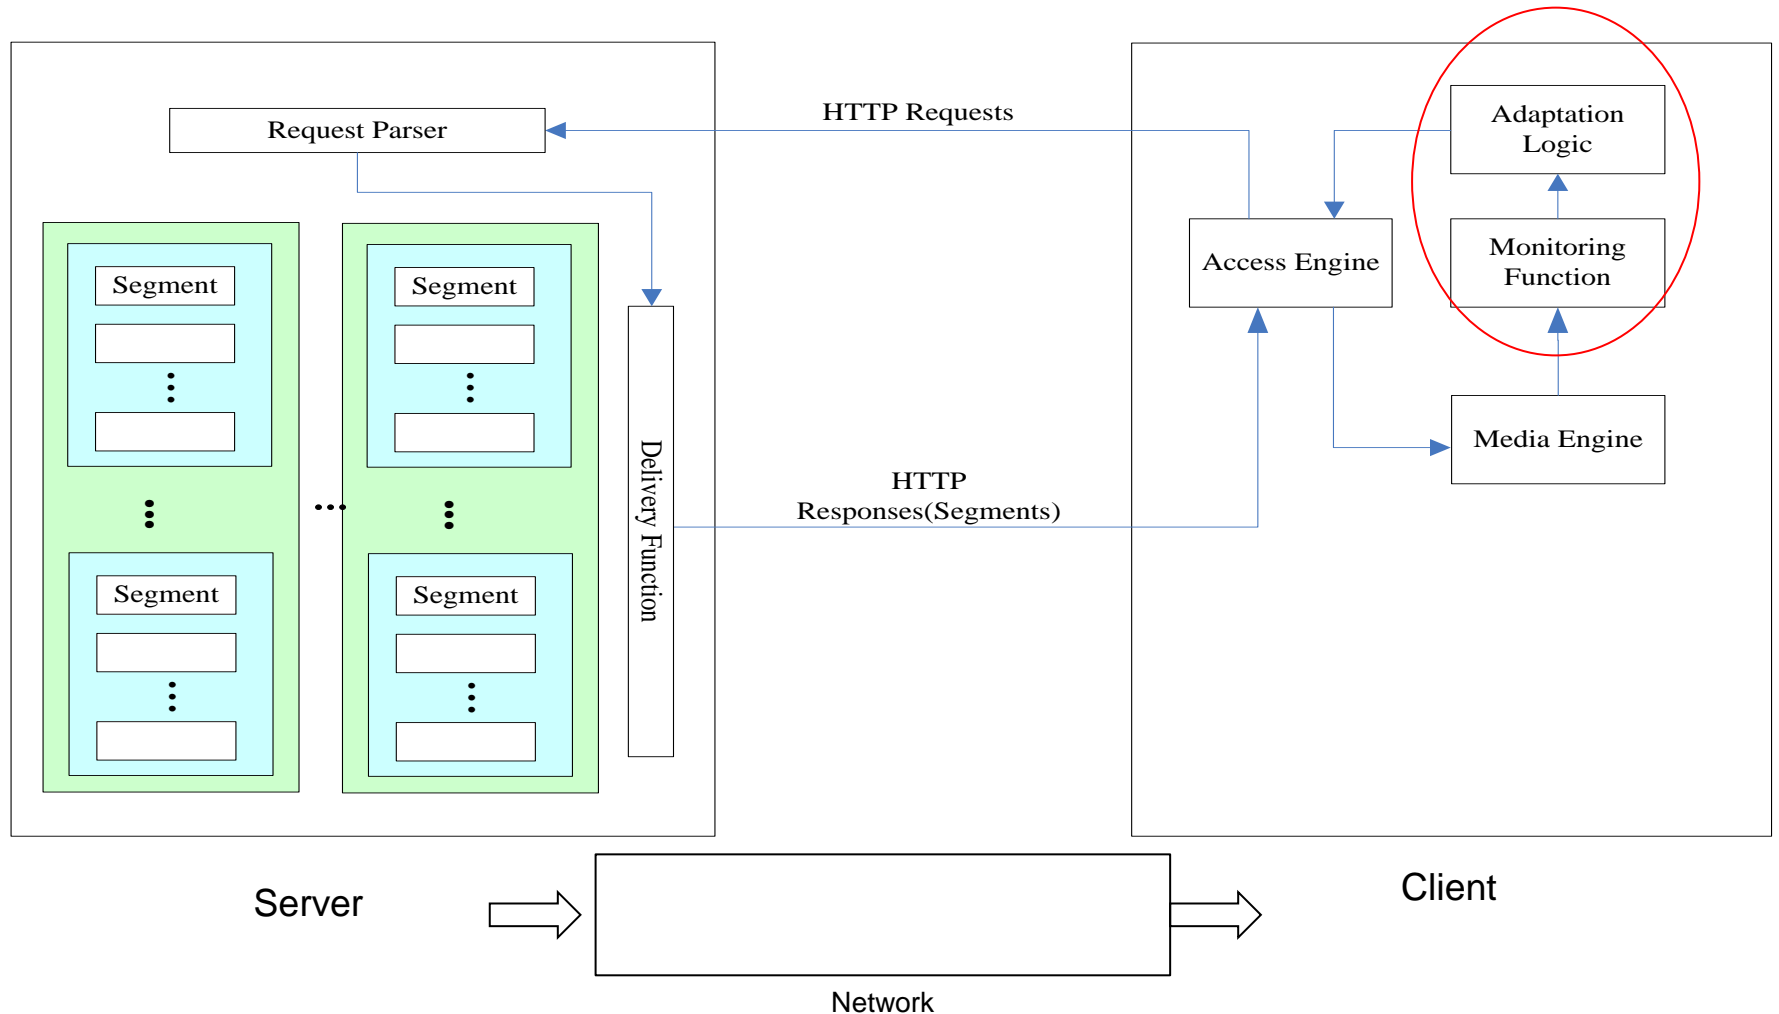 HTTP Requests
Request Parser
Adaptation
Logic
Access Engine
Monitoring
Function
Segment
Segment
Media Engine
Delivery Function
HTTP
Responses(Segments)
Segment
Segment
Server
Client
Network